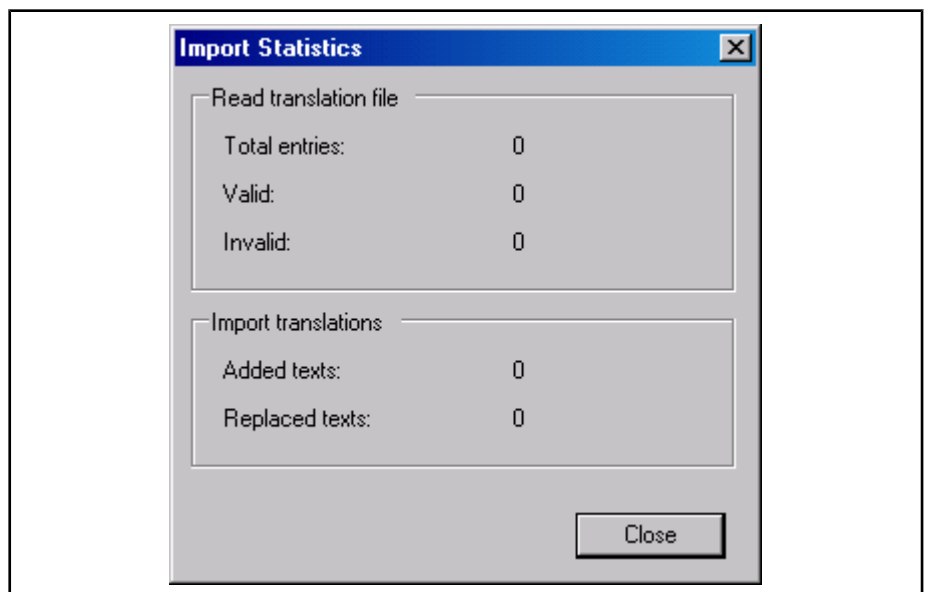 Import Statistics
Read translation file
Total entries: 0
Valid: 0
Invalid: 0
Import translations
Added texts: 0
Replaced texts: 0
Close